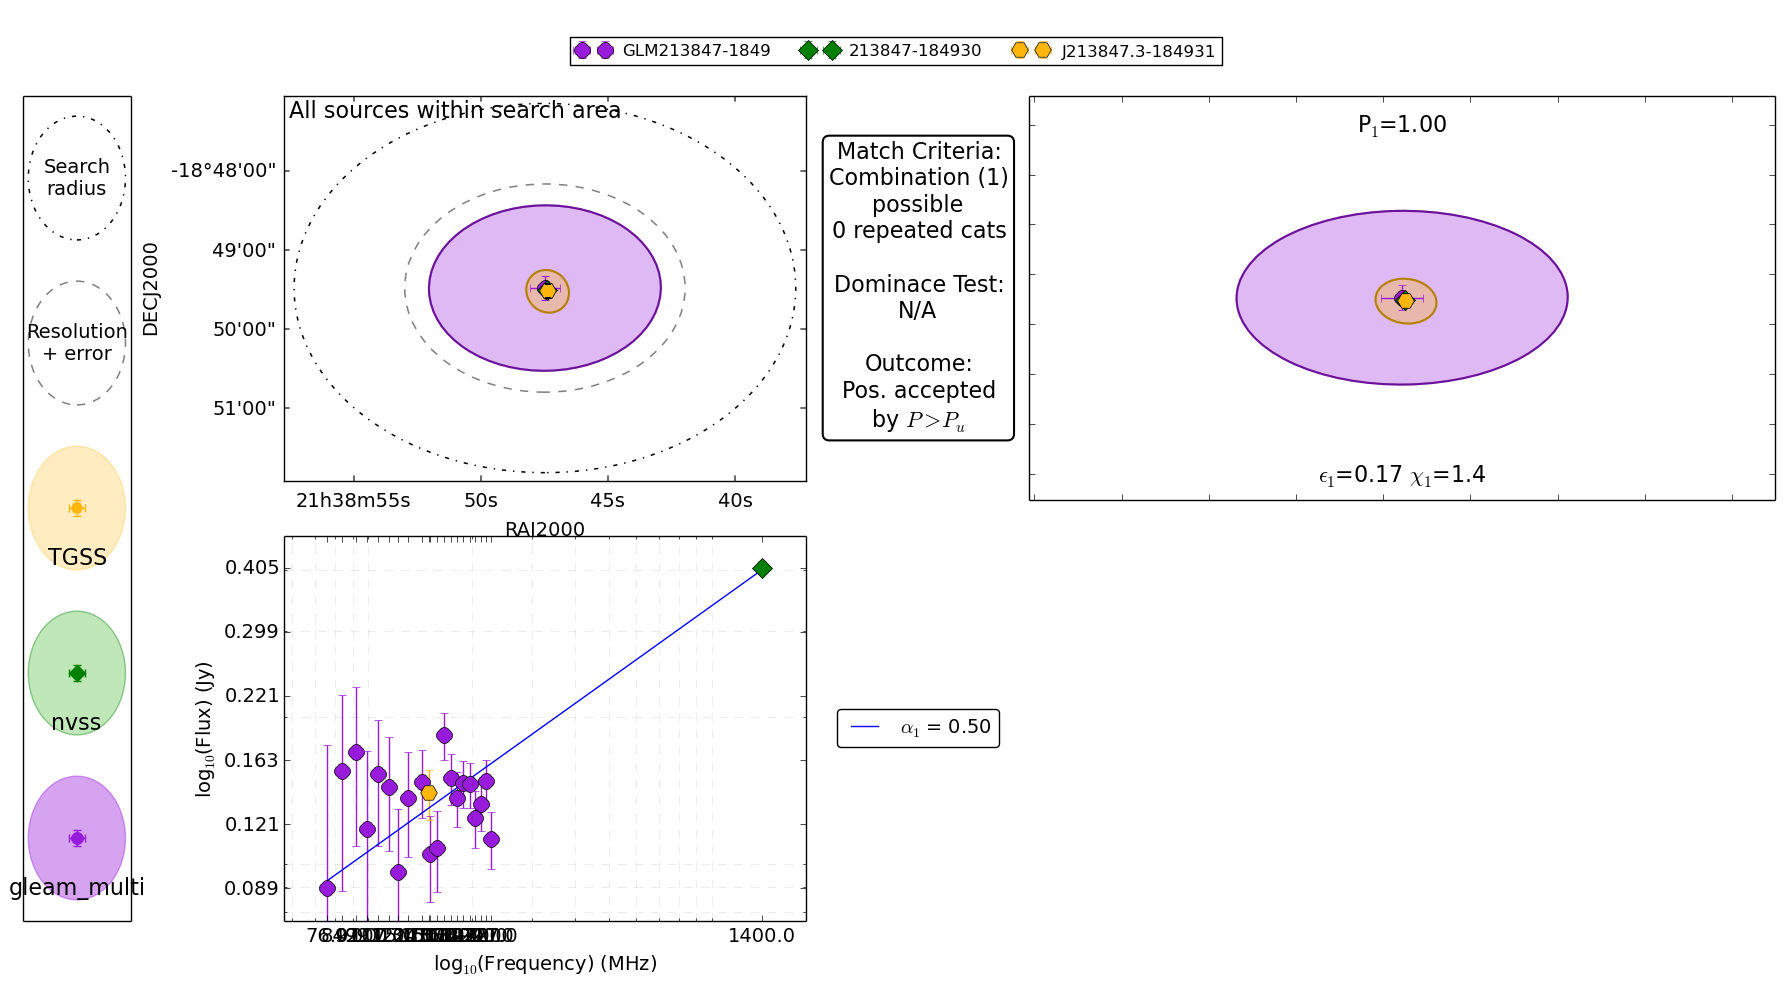 GLM213847-1849 213847-184930 J213847.3-184931
Search
radius
Resolution
+ error
TGSS
nvss
gleam_multi
All sources within search area
DECJ2000
-18°48'00"
49'00"
50'00"
51'00"
21h38m55s 50s 45s 40s
RAJ2000
Match Criteria:
Combination (1)
possible
0 repeated cats
Dominace Test:
N/A
Outcome:
Pos. accepted
by P>Pᵤ
P₁=1.00
ϵ₁=0.17 χ₁=1.4
log₁₀(Flux) (Jy)
0.405
0.299
0.221
0.163
0.121
0.089
1400.0
log₁₀(Frequency) (MHz)
α₁ = 0.50